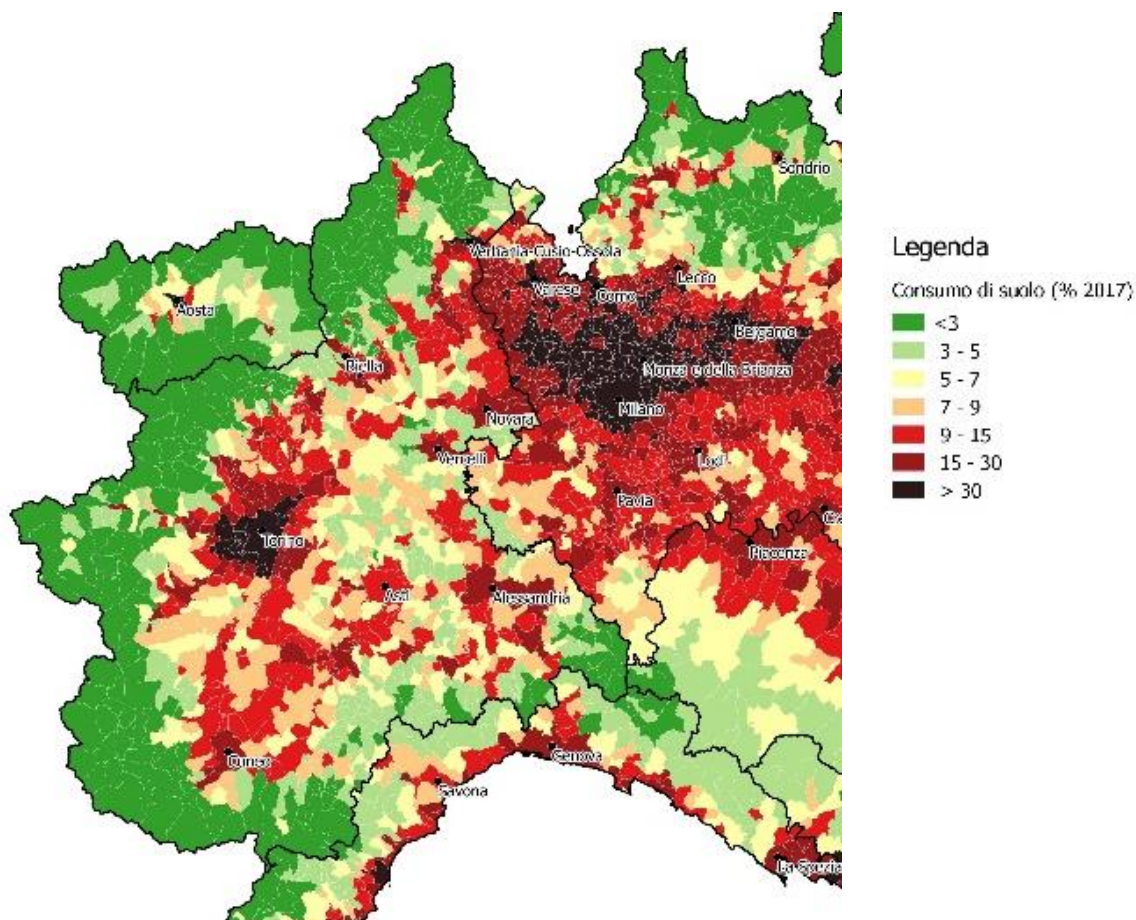 Sondrio
Verbania-Cusio-Ossola
Lecco
Varese
Como
Aosta
Bergamo
Biella
Monza e della Brianza
Milano
Novara
Vercelli
Lodi
Pavia
Torino
Piacenza
Asti
Alessandria
Cuneo
Genova
Savona
La Spezia
Legenda
Consumo di suolo (% 2017)
<3
3 - 5
5 - 7
7 - 9
9 - 15
15 - 30
> 30